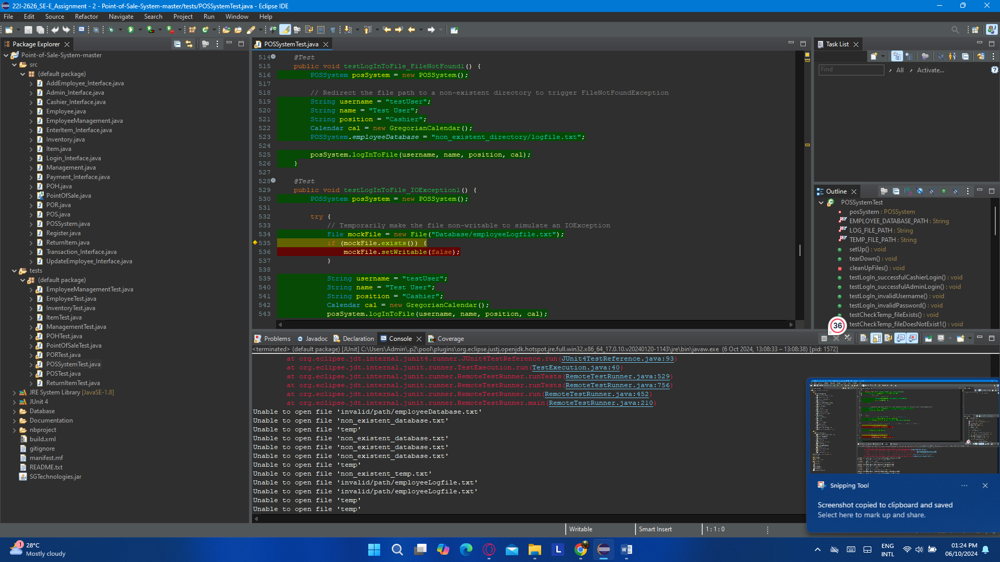 22I-2626_SE-E_Assignment - 2 - Point-of-Sale-System-master/tests/POSSystemTest.java - Eclipse IDE
File Edit Source Refactor Navigate Search Project Run Window Help
Package Explorer
Point-of-Sale-System-master
src
(default package)
AddEmployee_Interface.java
Admin_Interface.java
Cashier_Interface.java
Employee.java
EmployeeManagement.java
EnterItem_Interface.java
Inventory.java
Item.java
Login_Interface.java
Management.java
Payment_Interface.java
POH.java
PointOfSale.java
POR.java
POS.java
POSSystem.java
Register.java
ReturnItem.java
Transaction_Interface.java
UpdateEmployee_Interface.java
tests
(default package)
EmployeeManagementTest.java
EmployeeTest.java
InventoryTest.java
ItemTest.java
ManagementTest.java
POHTest.java
PointOfSaleTest.java
PORTest.java
POSSystemTest.java
POSTest.java
ReturnItemTest.java
JRE System Library [JavaSE-1.8]
JUnit 4
Database
Documentation
nbproject
build.xml
gitignore
manifest.mf
README.txt
SGTechnologies.jar
POSSystemTest.java
514 @Test
515 public void testLogInToFile_FileNotFound1() {
516 POSSystem posSystem = new POSSystem();
517
518 // Redirect the file path to a non-existent directory to trigger FileNotFoundException
519 String username = "testUser";
520 String name = "Test User";
521 String position = "Cashier";
522 Calendar cal = new GregorianCalendar();
523 POSSystem.employeeDatabase = "non_existent_directory/logfile.txt";
524
525 posSystem.logInToFile(username, name, position, cal);
526 }
527
528 @Test
529 public void testLogInToFile_IOException1() {
530 POSSystem posSystem = new POSSystem();
531
532 try {
533 // Temporarily make the file non-writable to simulate an IOException
534 File mockFile = new File("Database/employeeLogfile.txt");
535 if (mockFile.exists()) {
536 mockFile.setWritable(false);
537 }
538
539 String username = "testUser";
540 String name = "Test User";
541 String position = "Cashier";
542 Calendar cal = new GregorianCalendar();
543 posSystem.logInToFile(username, name, position, cal);
Problems Javadoc Declaration Console Coverage
<terminated> (default package) [JUnit] C:\Users\Admin\.p2\pool\plugins\org.eclipse.justj.openjdk.hotspot.jre.full.win32.x86_64_17.0.10.v20240120-1143\jre\bin\javaw.exe (6 Oct 2024, 13:08:33 – 13:08:38) [pid: 1572]
at org.eclipse.jdt.internal.junit4.runner.JUnit4TestReference.run(JUnit4TestReference.java:93)
at org.eclipse.jdt.internal.junit.runner.TestExecution.run(TestExecution.java:40)
at org.eclipse.jdt.internal.junit.runner.RemoteTestRunner.runTests(RemoteTestRunner.java:529)
at org.eclipse.jdt.internal.junit.runner.RemoteTestRunner.runTests(RemoteTestRunner.java:756)
at org.eclipse.jdt.internal.junit.runner.RemoteTestRunner.run(RemoteTestRunner.java:452)
at org.eclipse.jdt.internal.junit.runner.RemoteTestRunner.main(RemoteTestRunner.java:210)
Unable to open file 'invalid/path/employeeDatabase.txt'
Unable to open file 'non_existent_database.txt'
Unable to open file 'temp'
Unable to open file 'non_existent_database.txt'
Unable to open file 'non_existent_database.txt'
Unable to open file 'non_existent_database.txt'
Unable to open file 'temp'
Unable to open file 'non_existent_temp.txt'
Unable to open file 'invalid/path/employeeLogfile.txt'
Unable to open file 'invalid/path/employeeLogfile.txt'
Unable to open file 'temp'
Unable to open file 'temp'
Task List
Find All Activate...
Outline
POSSystemTest
posSystem : POSSystem
EMPLOYEE_DATABASE_PATH : String
LOG_FILE_PATH : String
TEMP_FILE_PATH : String
setUp() : void
tearDown() : void
cleanUpFiles() : void
testLogIn_successfulCashierLogin() : void
testLogIn_successfulAdminLogin() : void
testLogIn_invalidUsername() : void
testLogIn_invalidPassword() : void
testCheckTemp_fileExists() : void
testCheckTemp_fileDoesNotExist1() : void
36
Snipping Tool
Screenshot copied to clipboard and saved
Select here to mark up and share.
Writable Smart Insert 1 : 1 : 0
1
28°C
Mostly cloudy
ENG
INTL
01:24 PM
06/10/2024